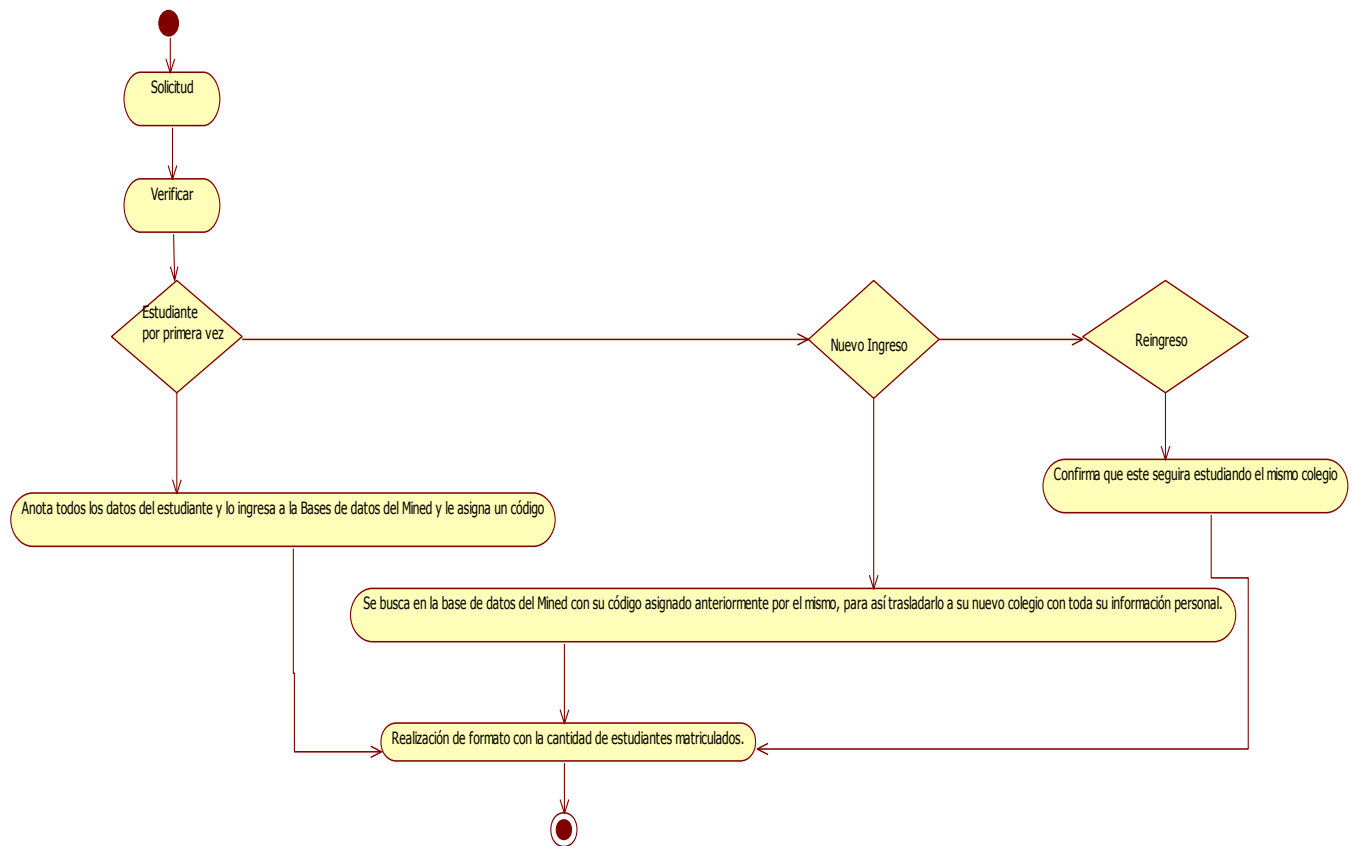 Solicitud
Verificar
Estudiante
por primera vez
Nuevo Ingreso
Reingreso
Confirma que este seguira estudiando el mismo colegio
Anota todos los datos del estudiante y lo ingresa a la Bases de datos del Mined y le asigna un código
Se busca en la base de datos del Mined con su código asignado anteriormente por el mismo, para así trasladarlo a su nuevo colegio con toda su información personal.
Realización de formato con la cantidad de estudiantes matriculados.